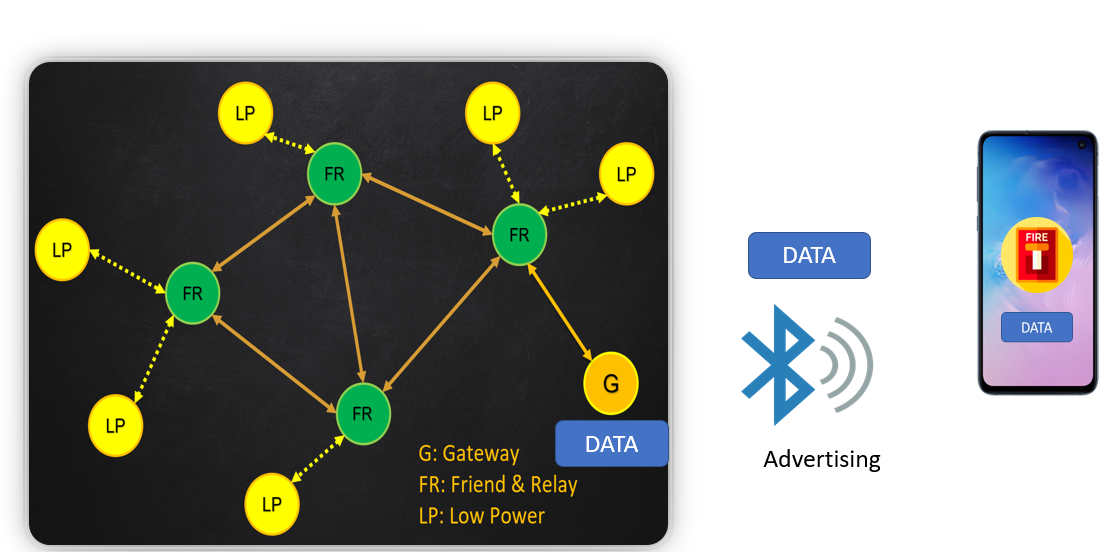 LP
LP
FR
LP
DATA
FIRE
T
FR
LP
FR
DATA
G
LP
FR
DATA
G: Gateway
Advertising
FR: Friend & Relay
LP
LP: Low Power